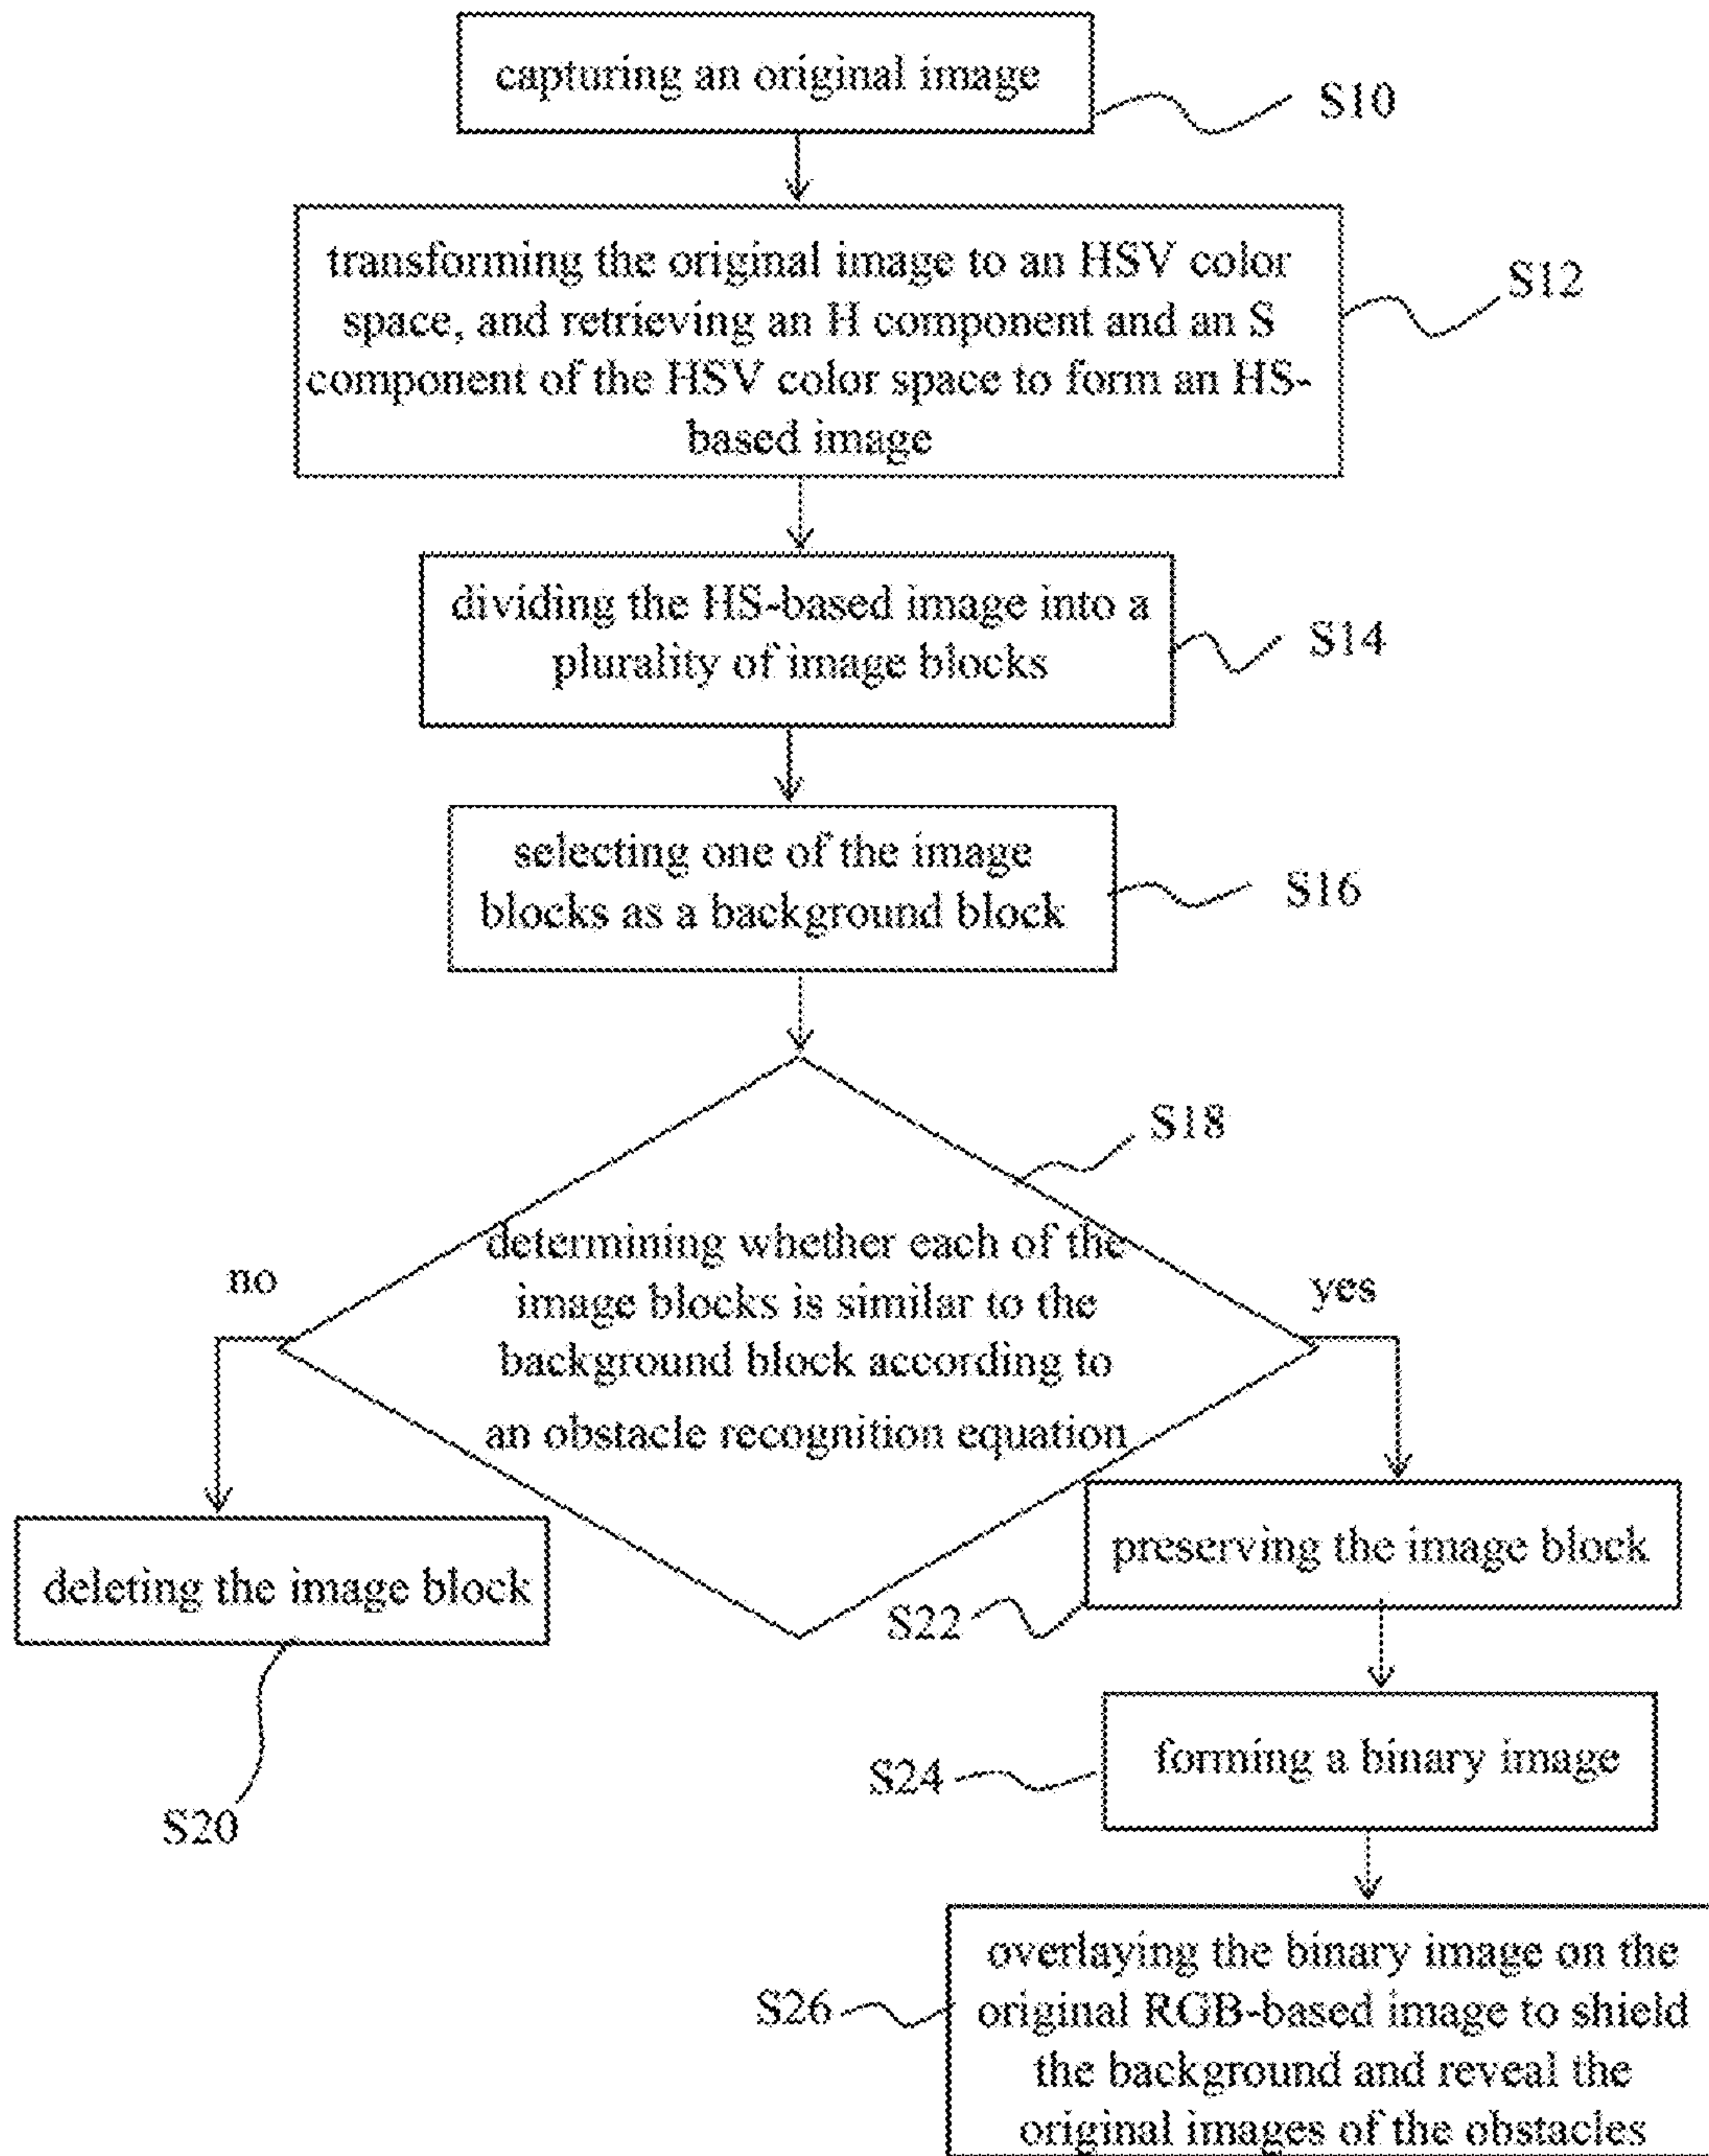 capturing an original image
S10
transforming the original image to an HSV color
space, and retrieving an H component and an S
component of the HSV color space to form an HS-
based image
S12
dividing the HS-based image into a
plurality of image blocks
S14
selecting one of the image
blocks as a background block
S16
S18
determining whether each of the
image blocks is similar to the
background block according to
an obstacle recognition equation
no
yes
deleting the image block
S20
preserving the image block
S22
forming a binary image
S24
overlaying the binary image on the
original RGB-based image to shield
the background and reveal the
original images of the obstacles
S26